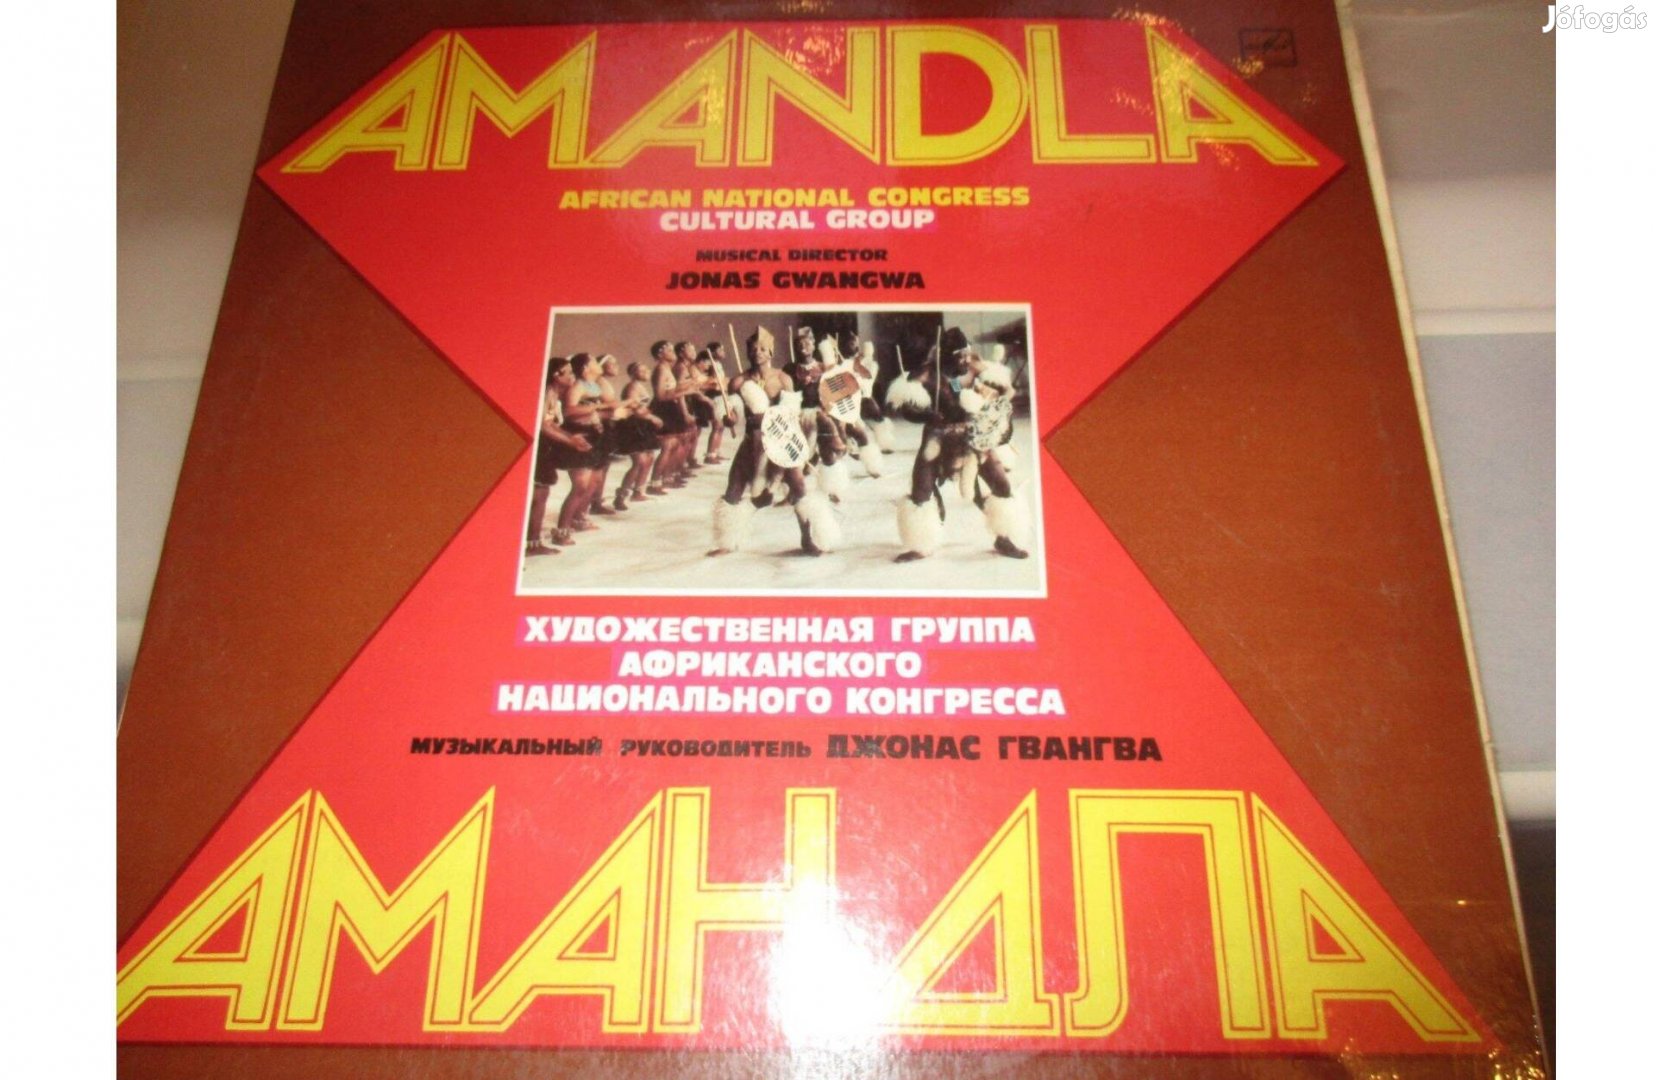 Jófogás
AMANDLA
AFRICAN NATIONAL CONGRESS
CULTURAL GROUP
MUSICAL DIRECTOR
JONAS GWANGWA
ХУДОЖЕСТВЕННАЯ ГРУППА
АФРИКАНСКОГО
НАЦИОНАЛЬНОГО КОНГРЕССА
МУЗЫКАЛЬНЫЙ РУКОВОДИТЕЛЬ ДЖОНАС ГВАНГВА
АМАНДЛА